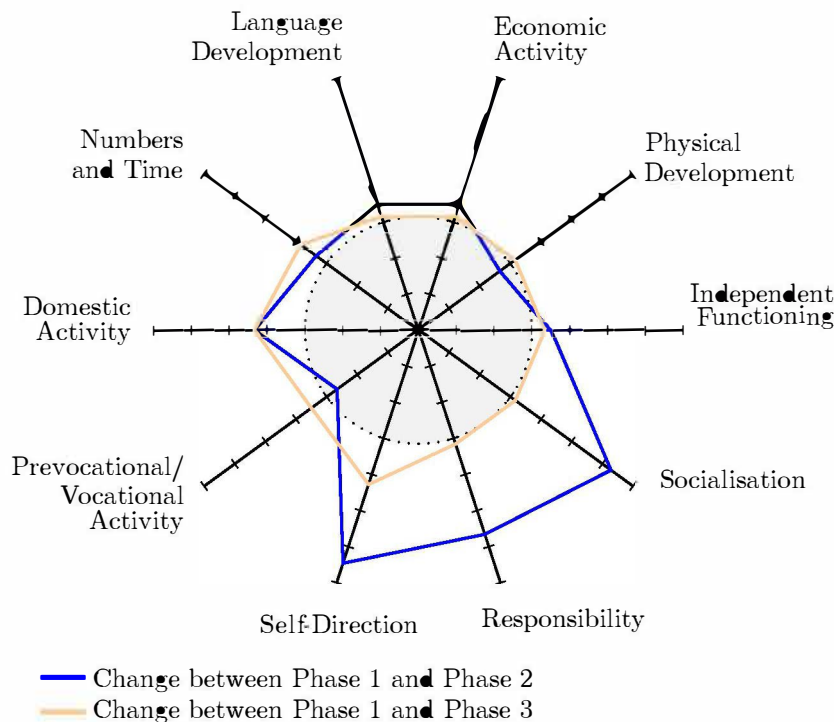 Language
Development
Economic
Activity
Numbers
and Time
Physical
Development
Domestic
Activity
Independent
Functioning
Prevocational/
Vocational
Activity
Socialisation
Self-Direction
Responsibility
Change between Phase 1 and Phase 2
Change between Phase 1 and Phase 3